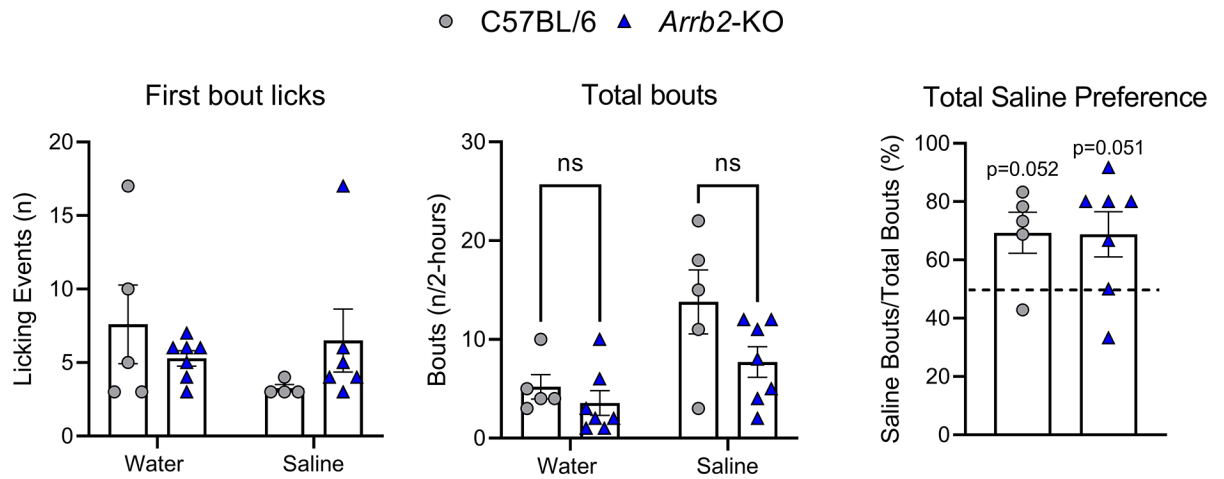 C57BL/6 Arrb2-KO
First bout licks
Licking Events (n)
20
15
10
5
0
Water Saline
Total bouts
Bouts (n/2-hours)
30
20
10
0
ns ns
Water Saline
Total Saline Preference
Saline Bouts/Total Bouts (%)
100
80
60
40
20
0
p=0.052
p=0.051